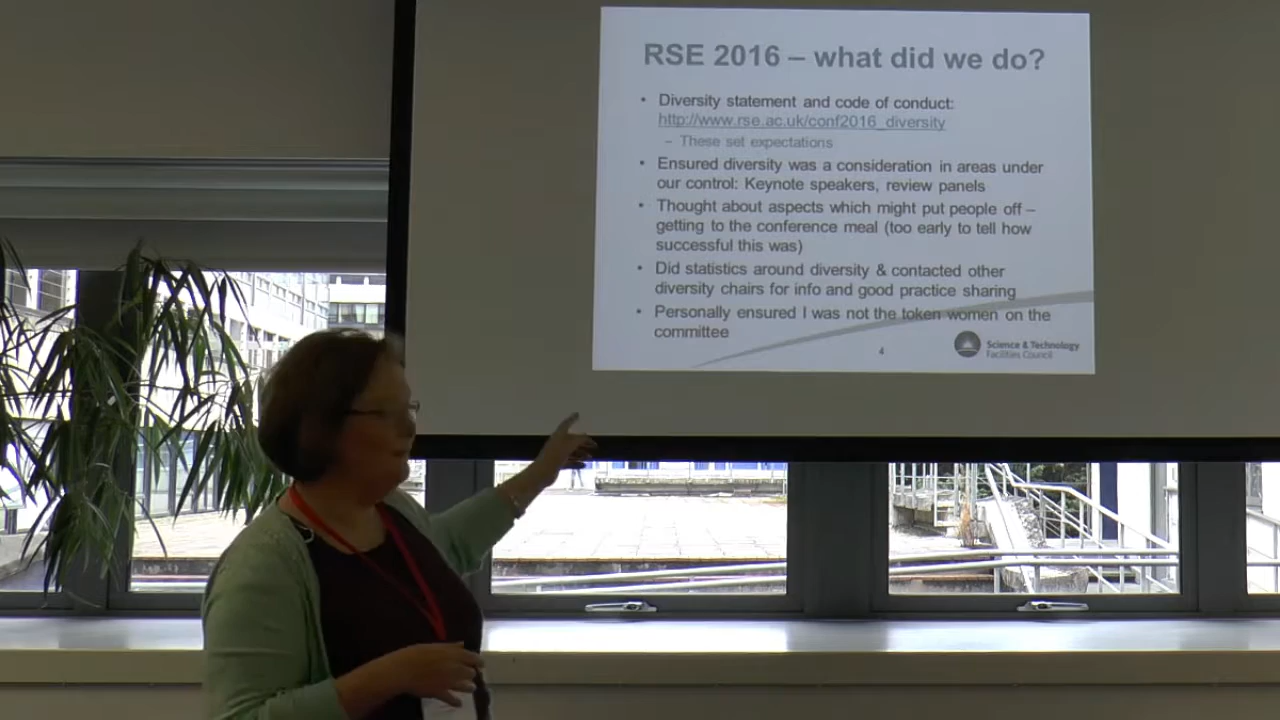 RSE 2016 – what did we do?
• Diversity statement and code of conduct:
http://www.rse.ac.uk/conf2016_diversity
– These set expectations
• Ensured diversity was a consideration in areas under
our control: Keynote speakers, review panels
• Thought about aspects which might put people off –
getting to the conference meal (too early to tell how
successful this was)
• Did statistics around diversity & contacted other
diversity chairs for info and good practice sharing
• Personally ensured I was not the token women on the
committee
4
Science & Technology
Facilities Council